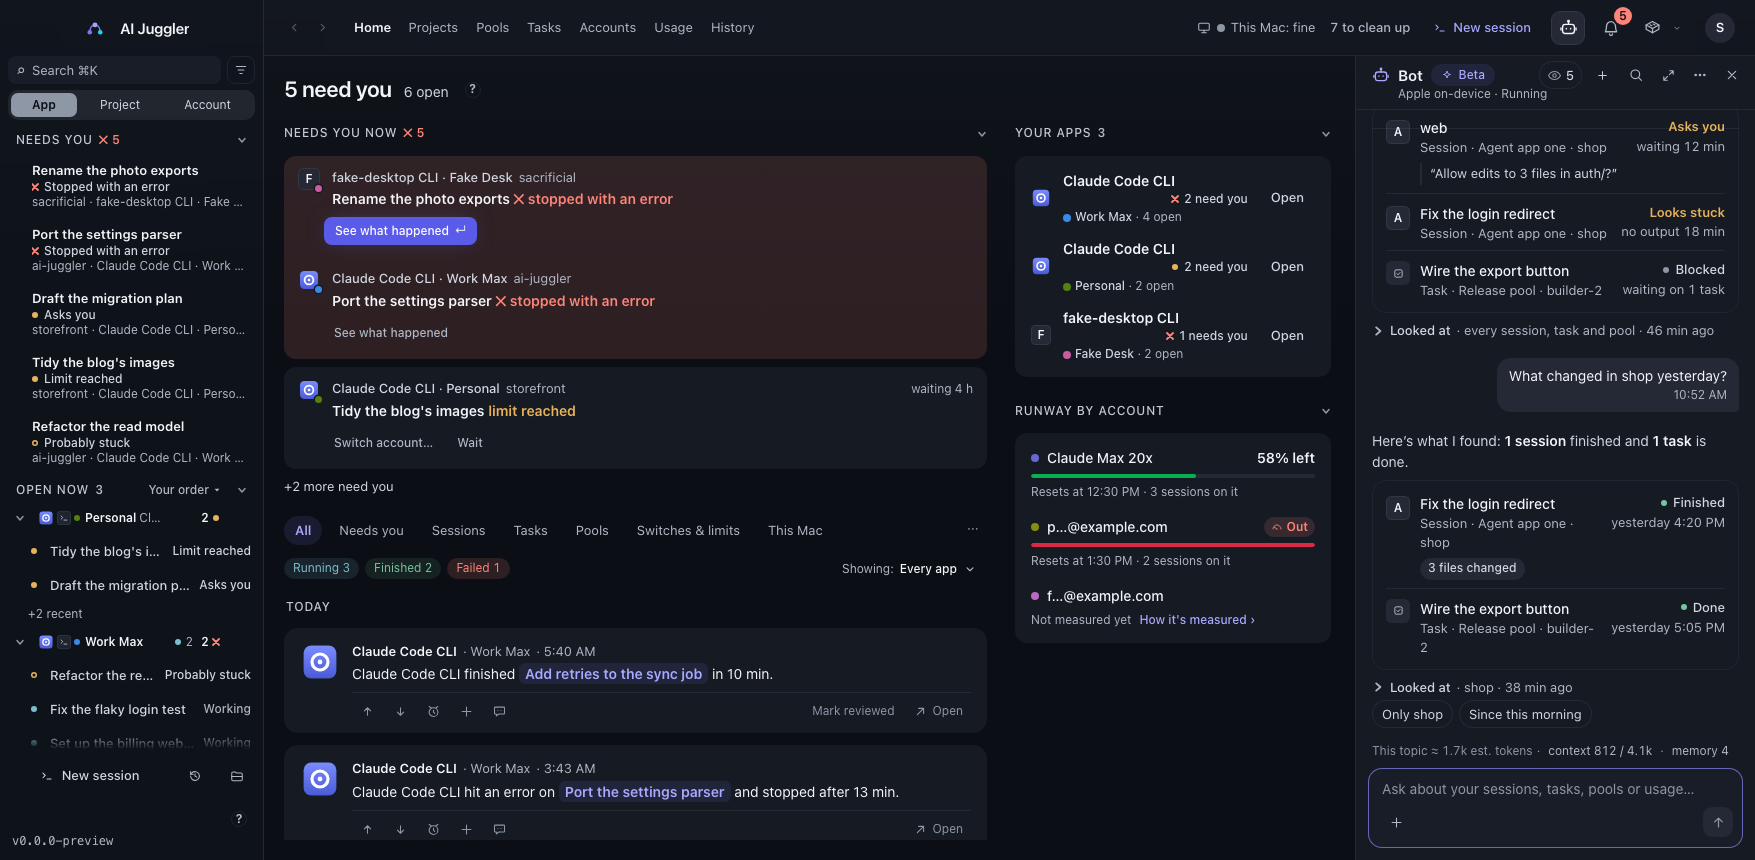 AI Juggler
Search ⌘K
App Project Account
NEEDS YOU 5
Rename the photo exports
Stopped with an error
sacrificial · fake-desktop CLI · Fake ...
Port the settings parser
Stopped with an error
ai-juggler · Claude Code CLI · Work ...
Draft the migration plan
Asks you
storefront · Claude Code CLI · Perso...
Tidy the blog's images
Limit reached
storefront · Claude Code CLI · Perso...
Refactor the read model
Probably stuck
ai-juggler · Claude Code CLI · Work ...
OPEN NOW 3 Your order
Personal Cl... 2
Tidy the blog's i... Limit reached
Draft the migration p... Asks you
+2 recent
Work Max 2 2
Refactor the re... Probably stuck
Fix the flaky login test Working
Set up the billing web... Working
New session
?
v0.0.0-preview
Home Projects Pools Tasks Accounts Usage History
This Mac: fine 7 to clean up New session 5 S
5 need you 6 open ?
NEEDS YOU NOW 5
F fake-desktop CLI · Fake Desk sacrificial
Rename the photo exports stopped with an error
See what happened ↵
Claude Code CLI · Work Max ai-juggler
Port the settings parser stopped with an error
See what happened
Claude Code CLI · Personal storefront waiting 4 h
Tidy the blog's images limit reached
Switch account... Wait
+2 more need you
All Needs you Sessions Tasks Pools Switches & limits This Mac ...
Running 3 Finished 2 Failed 1 Showing: Every app
TODAY
Claude Code CLI · Work Max · 5:40 AM
Claude Code CLI finished Add retries to the sync job in 10 min.
Mark reviewed Open
Claude Code CLI · Work Max · 3:43 AM
Claude Code CLI hit an error on Port the settings parser and stopped after 13 min.
Open
YOUR APPS 3
Claude Code CLI
2 need you Open
Work Max · 4 open
Claude Code CLI
2 need you Open
Personal · 2 open
F fake-desktop CLI
1 needs you Open
Fake Desk · 2 open
RUNWAY BY ACCOUNT
Claude Max 20x 58% left
Resets at 12:30 PM · 3 sessions on it
p...@example.com Out
Resets at 1:30 PM · 2 sessions on it
f...@example.com
Not measured yet How it's measured ›
Bot Beta 5
Apple on-device · Running
A web Asks you
Session · Agent app one · shop waiting 12 min
“Allow edits to 3 files in auth/?”
A Fix the login redirect Looks stuck
Session · Agent app one · shop no output 18 min
Wire the export button Blocked
Task · Release pool · builder-2 waiting on 1 task
Looked at · every session, task and pool · 46 min ago
What changed in shop yesterday?
10:52 AM
Here's what I found: 1 session finished and 1 task is
done.
A Fix the login redirect Finished
Session · Agent app one · yesterday 4:20 PM
shop
3 files changed
Wire the export button Done
Task · Release pool · builder- yesterday 5:05 PM
2
Looked at · shop · 38 min ago
Only shop Since this morning
This topic ≈ 1.7k est. tokens · context 812 / 4.1k · memory 4
Ask about your sessions, tasks, pools or usage...